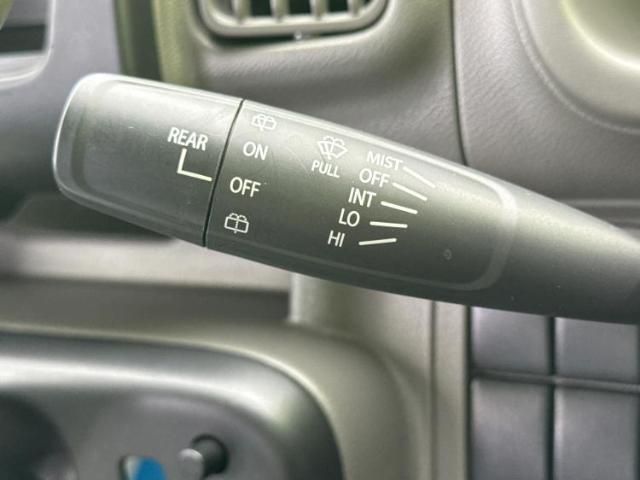 REAR
ON
OFF
PULL
MIST
OFF
INT
LO
HI